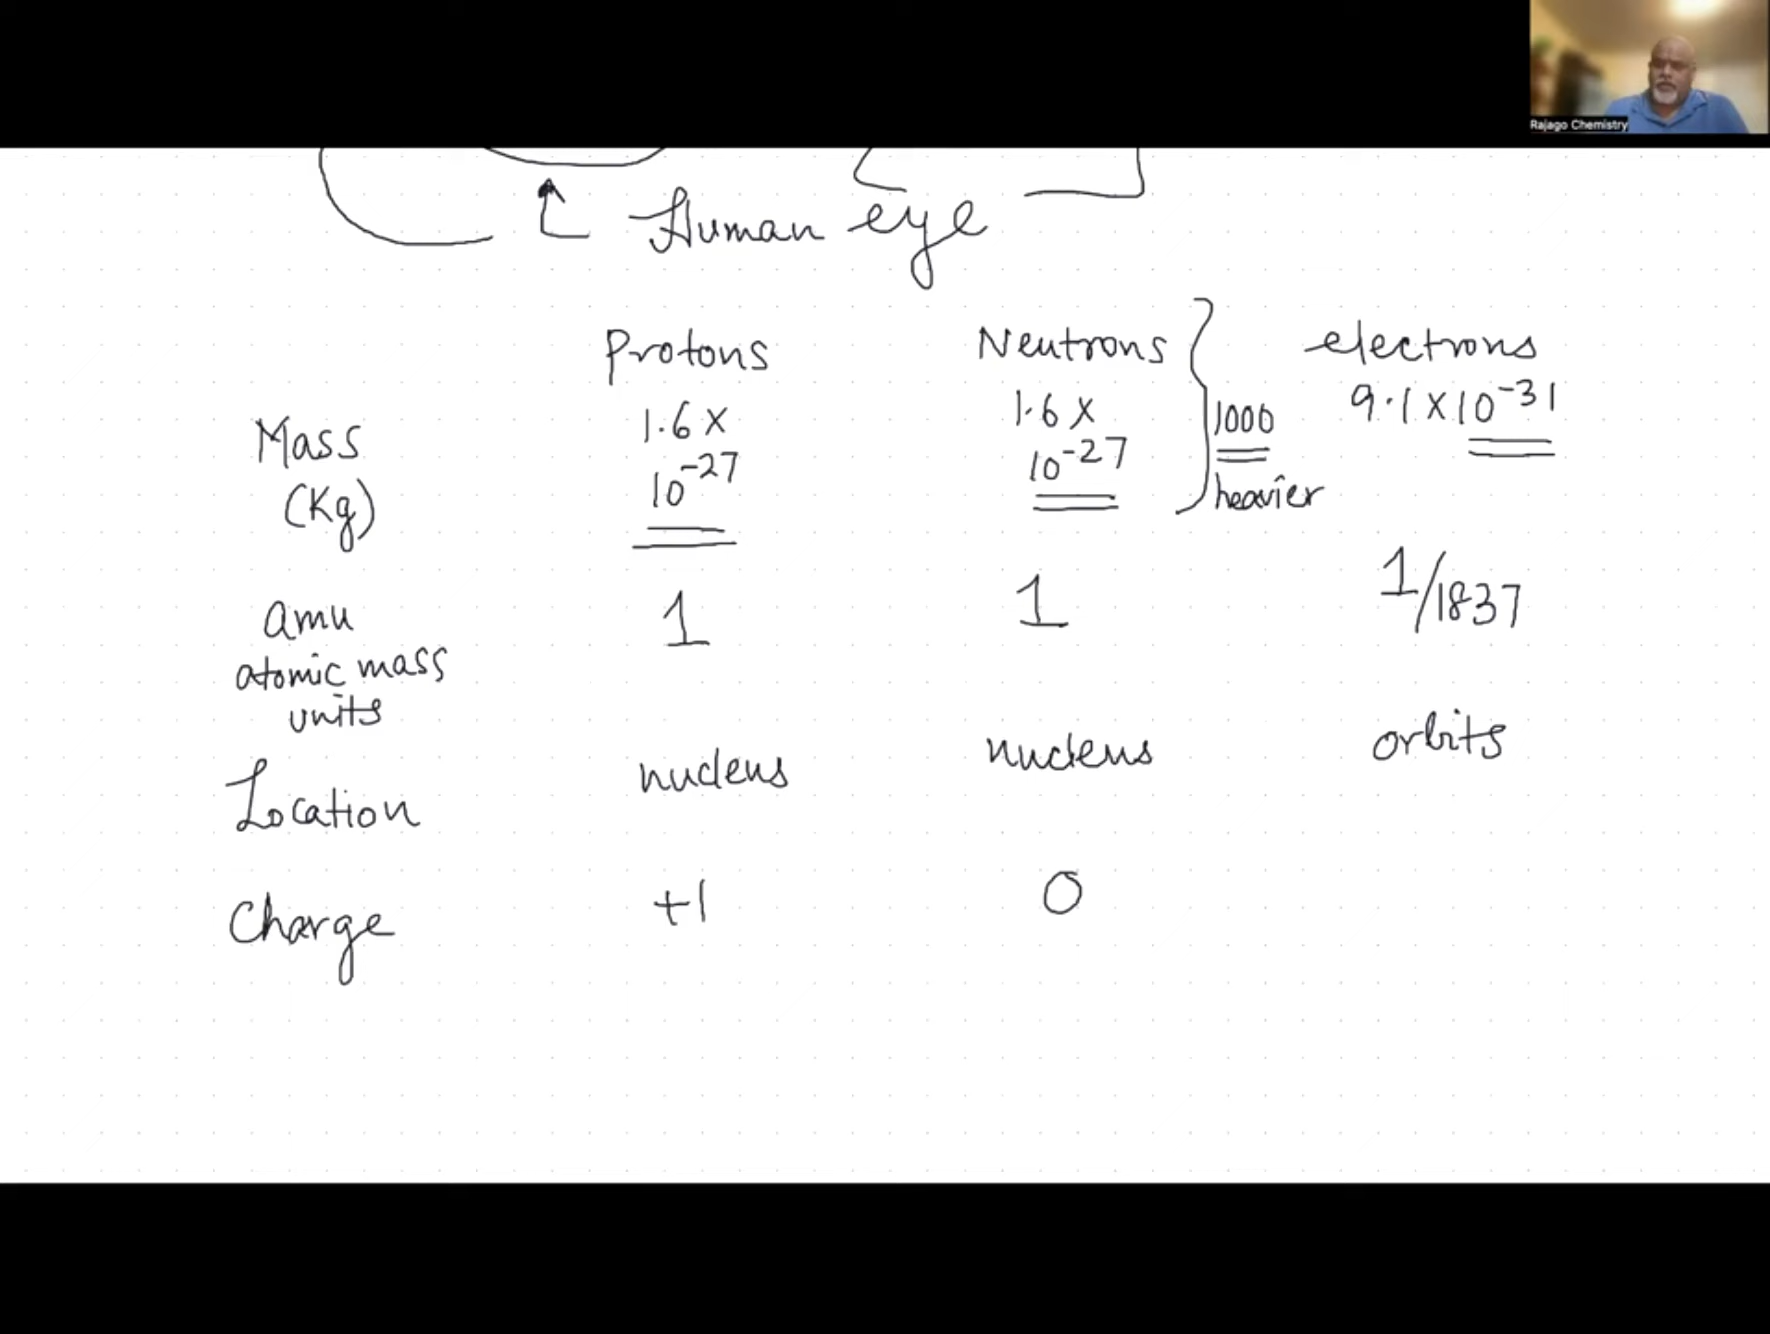 Rajago Chemistry
Human eye
Protons Neutrons electrons
Mass 1.6 x 1.6 x 1000 9.1 x 10⁻³¹
(Kg) 10⁻²⁷ 10⁻²⁷ heavier
amu 1 1 1/1837
atomic mass
units
Location nucleus nucleus orbits
Charge +1 0